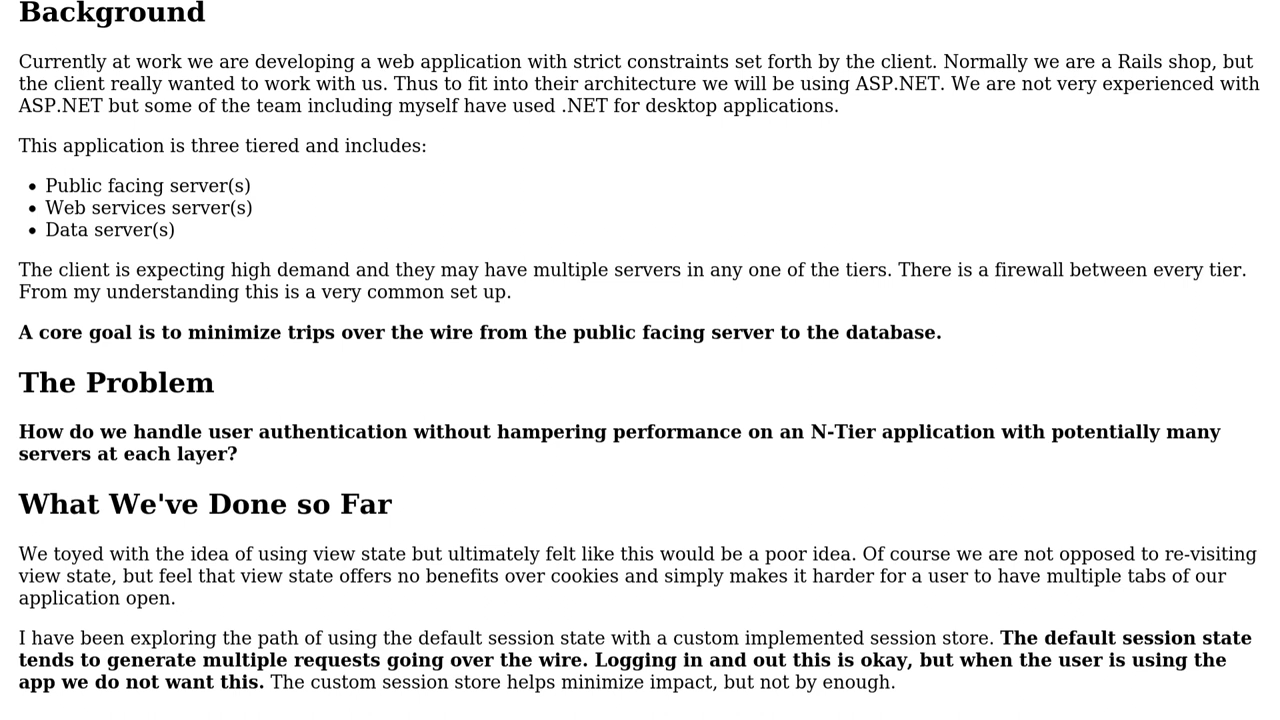 Background
Currently at work we are developing a web application with strict constraints set forth by the client. Normally we are a Rails shop, but
the client really wanted to work with us. Thus to fit into their architecture we will be using ASP.NET. We are not very experienced with
ASP.NET but some of the team including myself have used .NET for desktop applications.
This application is three tiered and includes:
• Public facing server(s)
• Web services server(s)
• Data server(s)
The client is expecting high demand and they may have multiple servers in any one of the tiers. There is a firewall between every tier.
From my understanding this is a very common set up.
A core goal is to minimize trips over the wire from the public facing server to the database.
The Problem
How do we handle user authentication without hampering performance on an N-Tier application with potentially many
servers at each layer?
What We've Done so Far
We toyed with the idea of using view state but ultimately felt like this would be a poor idea. Of course we are not opposed to re-visiting
view state, but feel that view state offers no benefits over cookies and simply makes it harder for a user to have multiple tabs of our
application open.
I have been exploring the path of using the default session state with a custom implemented session store. The default session state
tends to generate multiple requests going over the wire. Logging in and out this is okay, but when the user is using the
app we do not want this. The custom session store helps minimize impact, but not by enough.